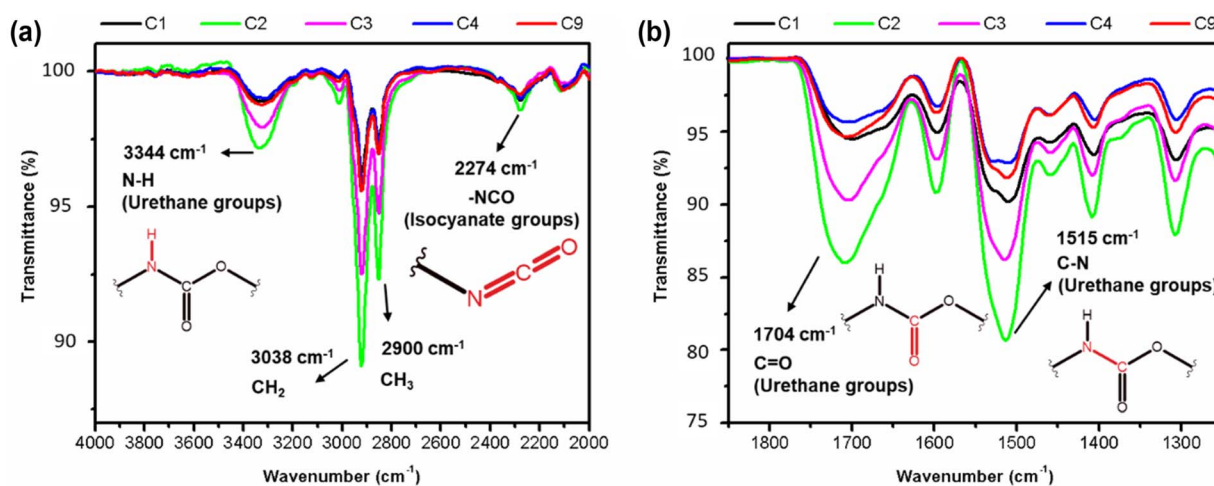 (a)
C1 C2 C3 C4 C9
Transmittance (%)
100
95
90
3344 cm⁻¹
N-H
(Urethane groups)
2274 cm⁻¹
-NCO
(Isocyanate groups)
H
N
C
O
O
N
C
O
3038 cm⁻¹
CH₂
2900 cm⁻¹
CH₃
4000 3800 3600 3400 3200 3000 2800 2600 2400 2200 2000
Wavenumber (cm⁻¹)
(b)
C1 C2 C3 C4 C9
Transmittance (%)
100
95
90
85
80
75
1704 cm⁻¹
C=O
(Urethane groups)
H
N
C
O
O
1515 cm⁻¹
C-N
(Urethane groups)
H
N
C
O
O
1800 1700 1600 1500 1400 1300
Wavenumber (cm⁻¹)